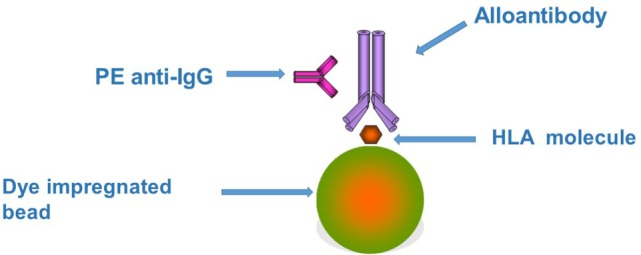 Alloantibody
PE anti-IgG
HLA molecule
Dye impregnated
bead